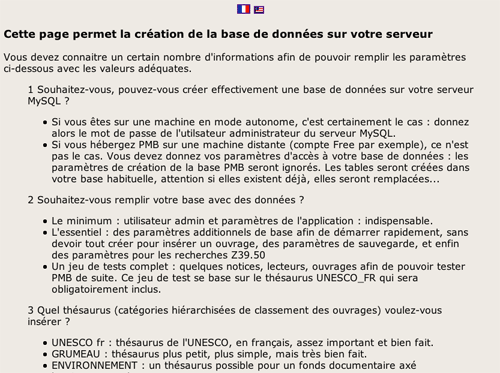 Cette page permet la création de la base de données sur votre serveur
Vous devez connaitre un certain nombre d'informations afin de pouvoir remplir les paramètres
ci-dessous avec les valeurs adéquates.
1 Souhaitez-vous, pouvez-vous créer effectivement une base de données sur votre serveur
MySQL ?
• Si vous êtes sur une machine en mode autonome, c'est certainement le cas : donnez
alors le mot de passe de l'utilsateur administrateur du serveur MySQL.
• Si vous hébergez PMB sur une machine distante (compte Free par exemple), ce n'est
pas le cas. Vous devez donnez vos paramètres d'accès à votre base de données : les
paramètres de création de la base PMB seront ignorés. Les tables seront créées dans
votre base habituelle, attention si elles existent déjà, elles seront remplacées...
2 Souhaitez-vous remplir votre base avec des données ?
• Le minimum : utilisateur admin et paramètres de l'application : indispensable.
• L'essentiel : des paramètres additionnels de base afin de démarrer rapidement, sans
devoir tout créer pour insérer un ouvrage, des paramètres de sauvegarde, et enfin
des paramètres pour les recherches Z39.50
• Un jeu de tests complet : quelques notices, lecteurs, ouvrages afin de pouvoir tester
PMB de suite. Ce jeu de test se base sur le thésaurus UNESCO_FR qui sera
obligatoirement inclus.
3 Quel thésaurus (catégories hiérarchisées de classement des ouvrages) voulez-vous
insérer ?
• UNESCO fr : thésaurus de l'UNESCO, en français, assez important et bien fait.
• GRUMEAU : thésaurus plus petit, plus simple, mais très bien fait.
• ENVIRONNEMENT : un thésaurus possible pour un fonds documentaire axé